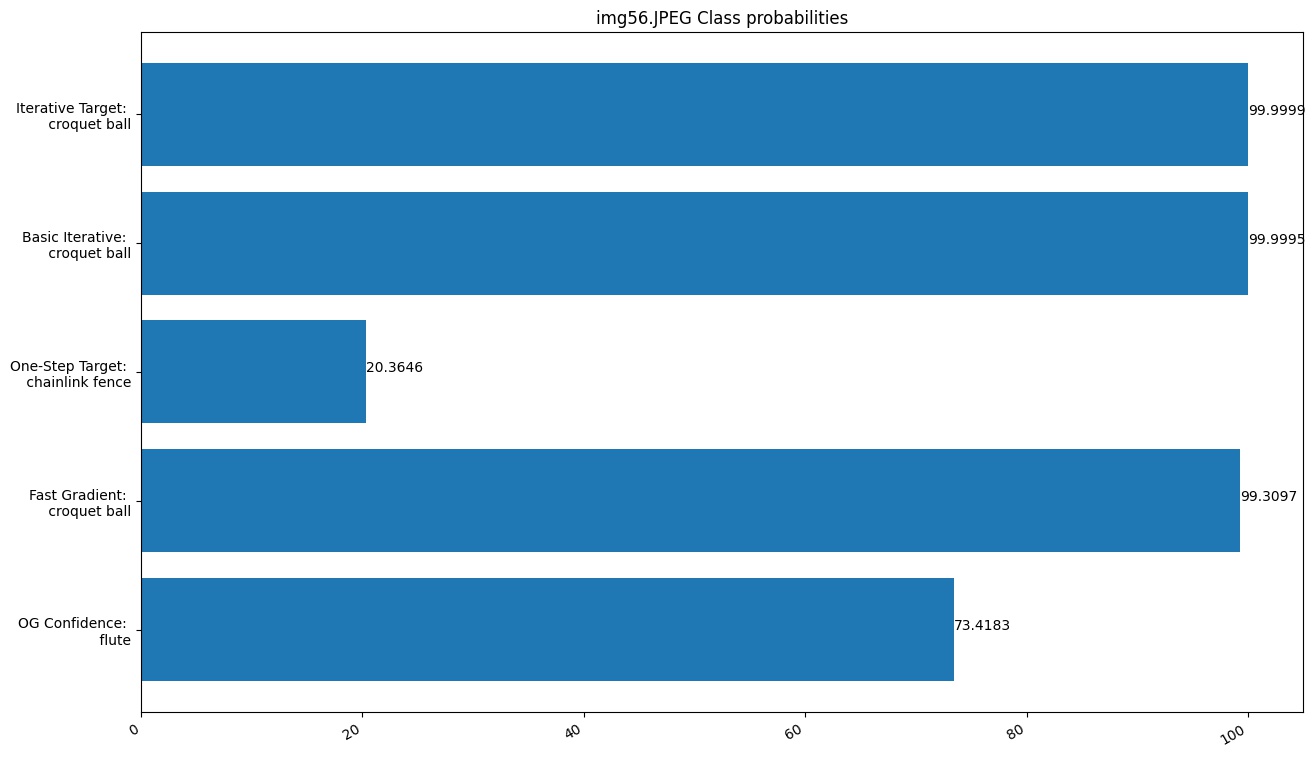 img56.JPEG Class probabilities
Iterative Target:
croquet ball
99.9999
Basic Iterative:
croquet ball
99.9995
One-Step Target:
chainlink fence
20.3646
Fast Gradient:
croquet ball
99.3097
OG Confidence:
flute
73.4183
0
20
40
60
80
100